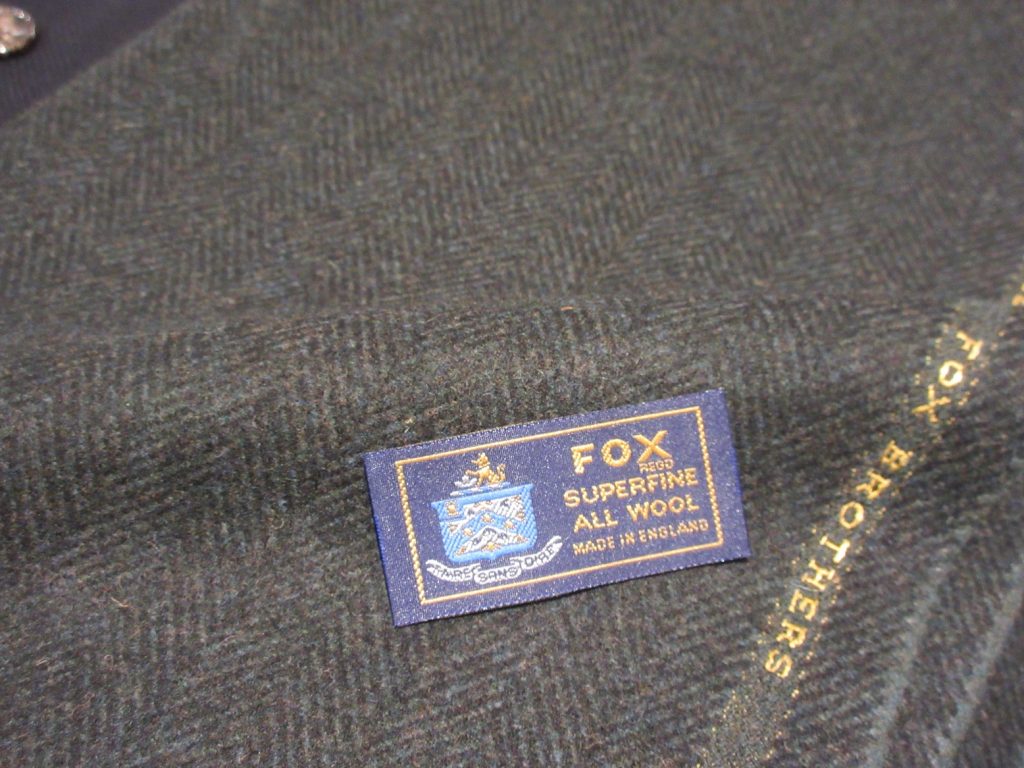 FOX
REGD
SUPERFINE
ALL WOOL
MADE IN ENGLAND
FAIRE SANS DIRE
FOX BROTHERS